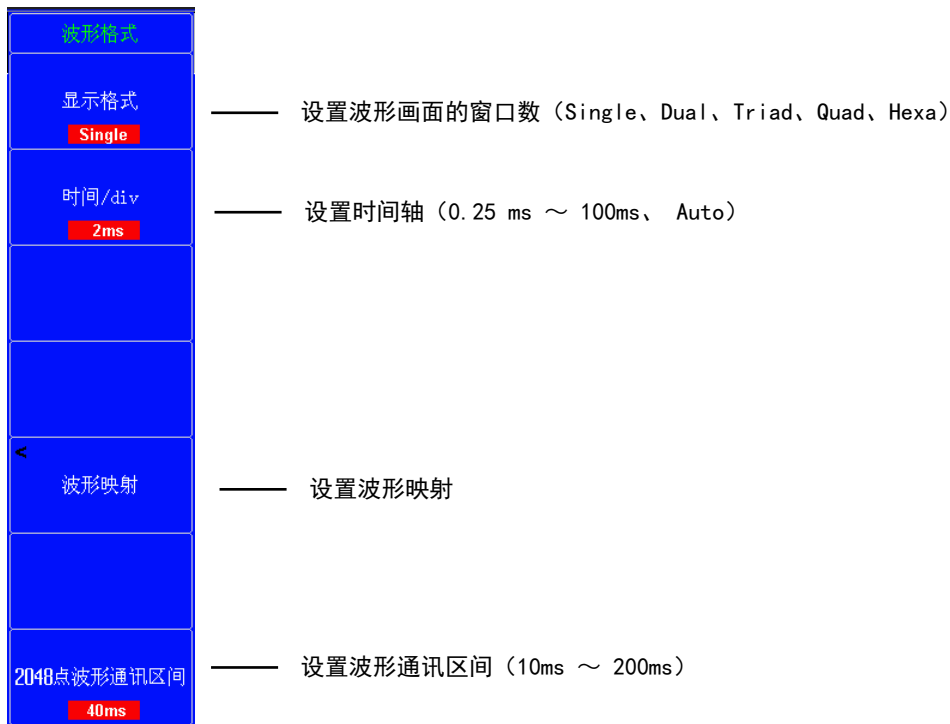 波形格式
显示格式
Single
设置波形画面的窗口数（Single、Dual、Triad、Quad、Hexa）
时间/div
2ms
设置时间轴（0.25 ms ～ 100ms、 Auto）
<
波形映射
设置波形映射
2048点波形通讯区间
40ms
设置波形通讯区间（10ms ～ 200ms）